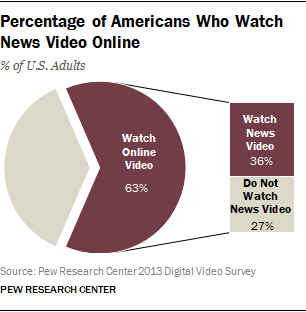 Percentage of Americans Who Watch
News Video Online
% of U.S. Adults
Watch
Online
Video
63%
Watch
News
Video
36%
Do Not
Watch
News Video
27%
Source: Pew Research Center 2013 Digital Video Survey
PEW RESEARCH CENTER